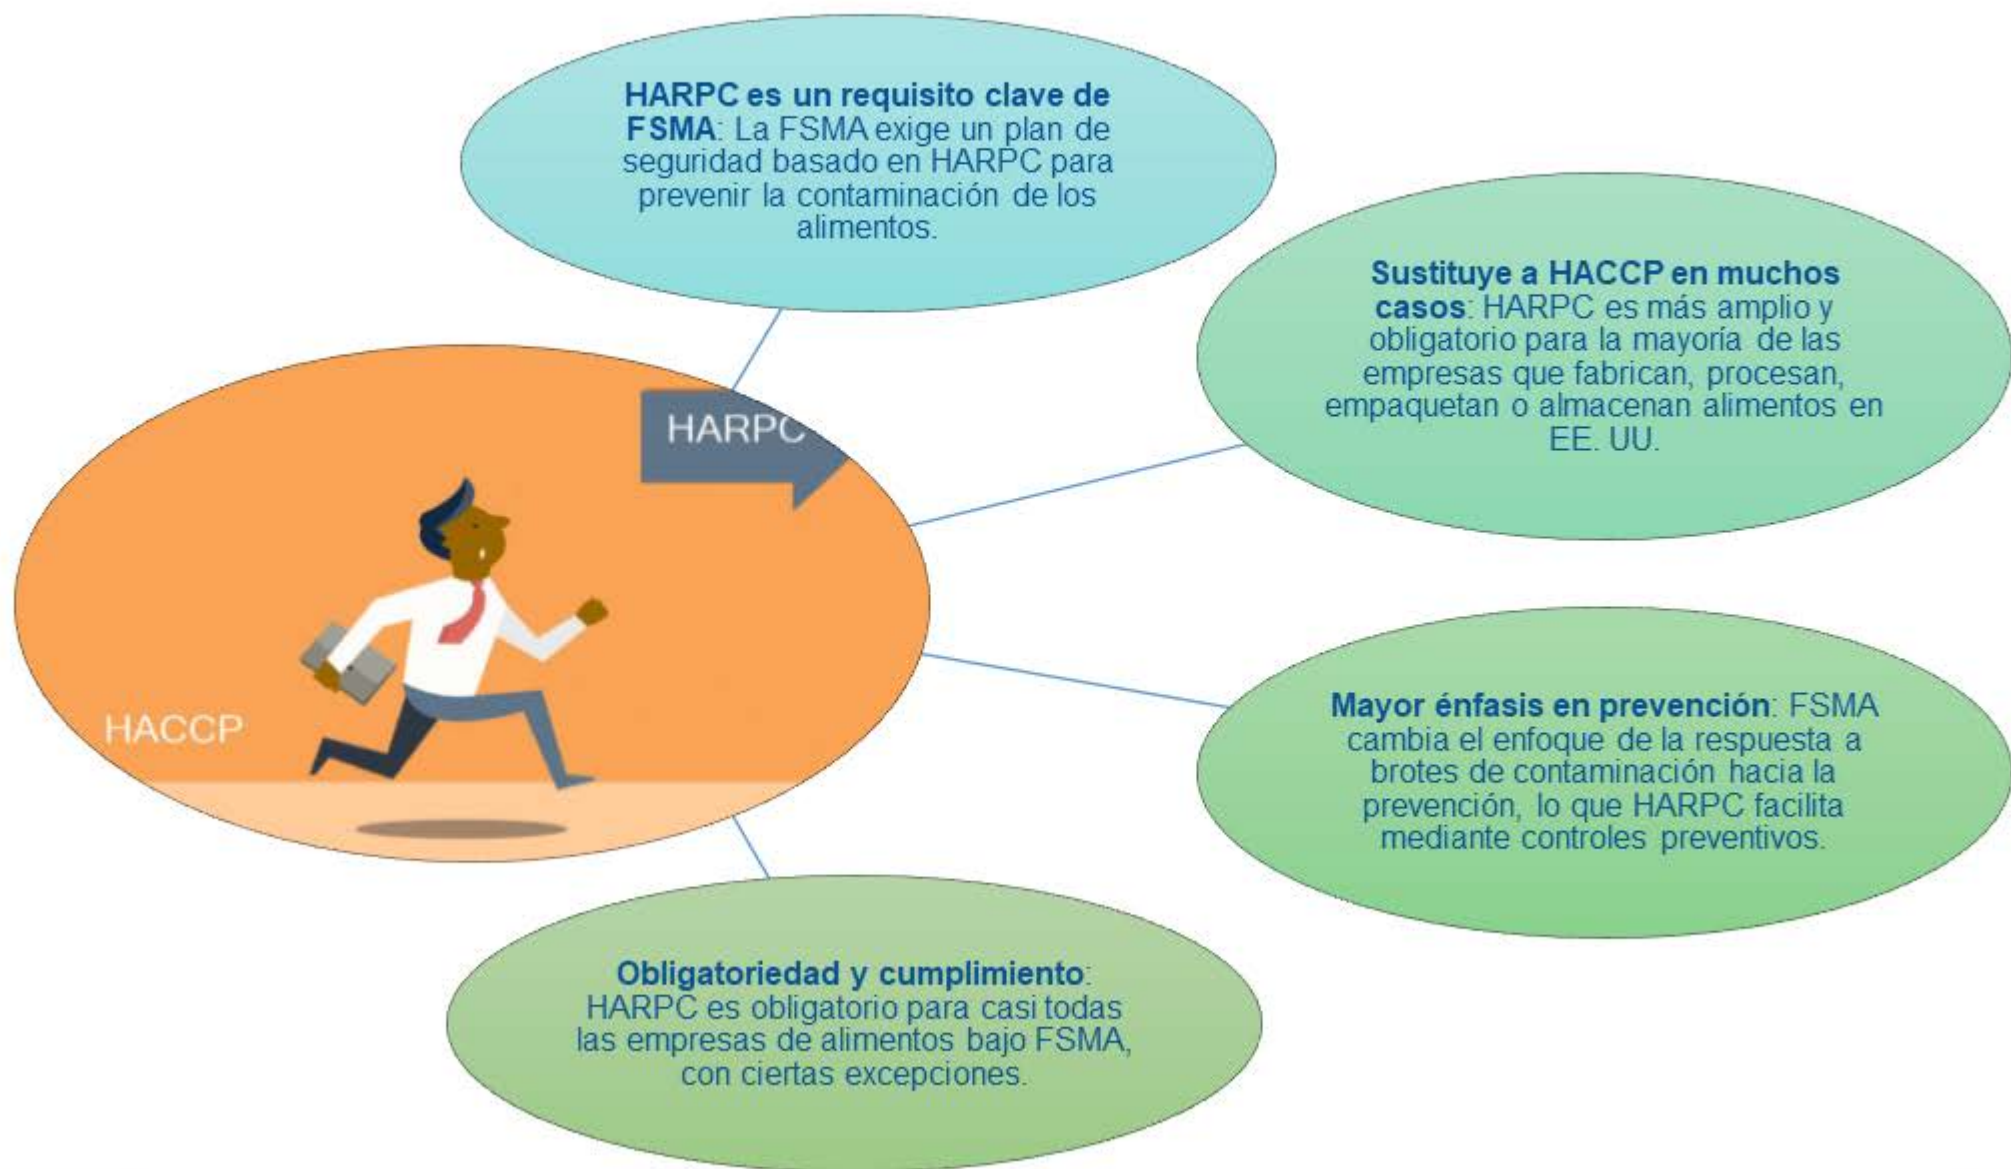 HARPC es un requisito clave de
FSMA: La FSMA exige un plan de
seguridad basado en HARPC para
prevenir la contaminación de los
alimentos.
Sustituye a HACCP en muchos
casos: HARPC es más amplio y
obligatorio para la mayoría de las
empresas que fabrican, procesan,
empaquetan o almacenan alimentos en
EE. UU.
HARPC
HACCP
Mayor énfasis en prevención: FSMA
cambia el enfoque de la respuesta a
brotes de contaminación hacia la
prevención, lo que HARPC facilita
mediante controles preventivos.
Obligatoriedad y cumplimiento:
HARPC es obligatorio para casi todas
las empresas de alimentos bajo FSMA,
con ciertas excepciones.